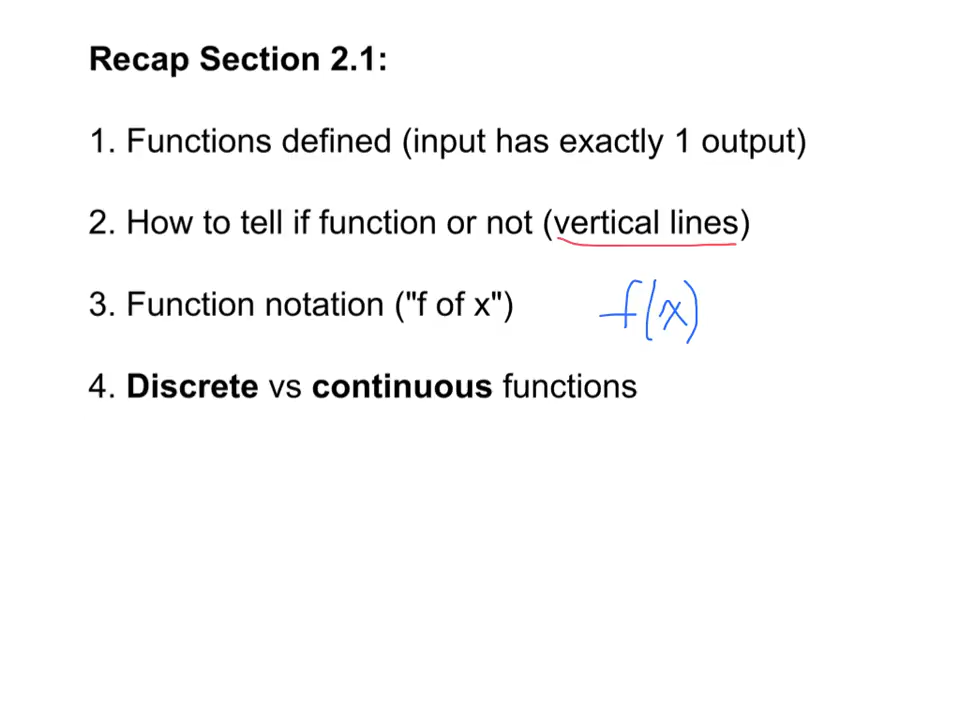 Recap Section 2.1:
1. Functions defined (input has exactly 1 output)
2. How to tell if function or not (vertical lines)
3. Function notation ("f of x") f(x)
4. Discrete vs continuous functions